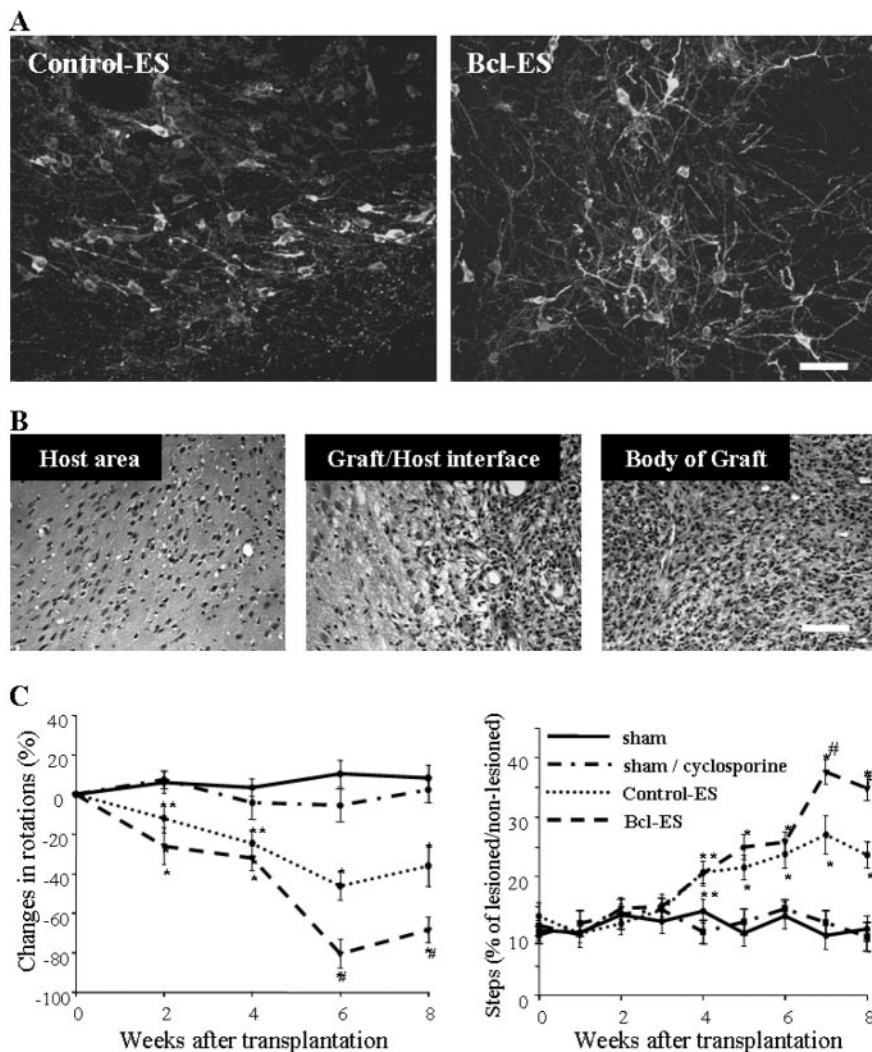 A
Control-ES
Bcl-ES
B
Host area
Graft/Host interface
Body of Graft
C
Changes in rotations (%)
40
20
0
-20
-40
-60
-80
-100
0 2 4 6 8
Weeks after transplantation
** * * ** * * * # * #
Steps (% of lesioned/non-lesioned)
40
30
20
10
0
0 2 4 6 8
Weeks after transplantation
sham
sham / cyclosporine
Control-ES
Bcl-ES
** ** * * * * * # * * #